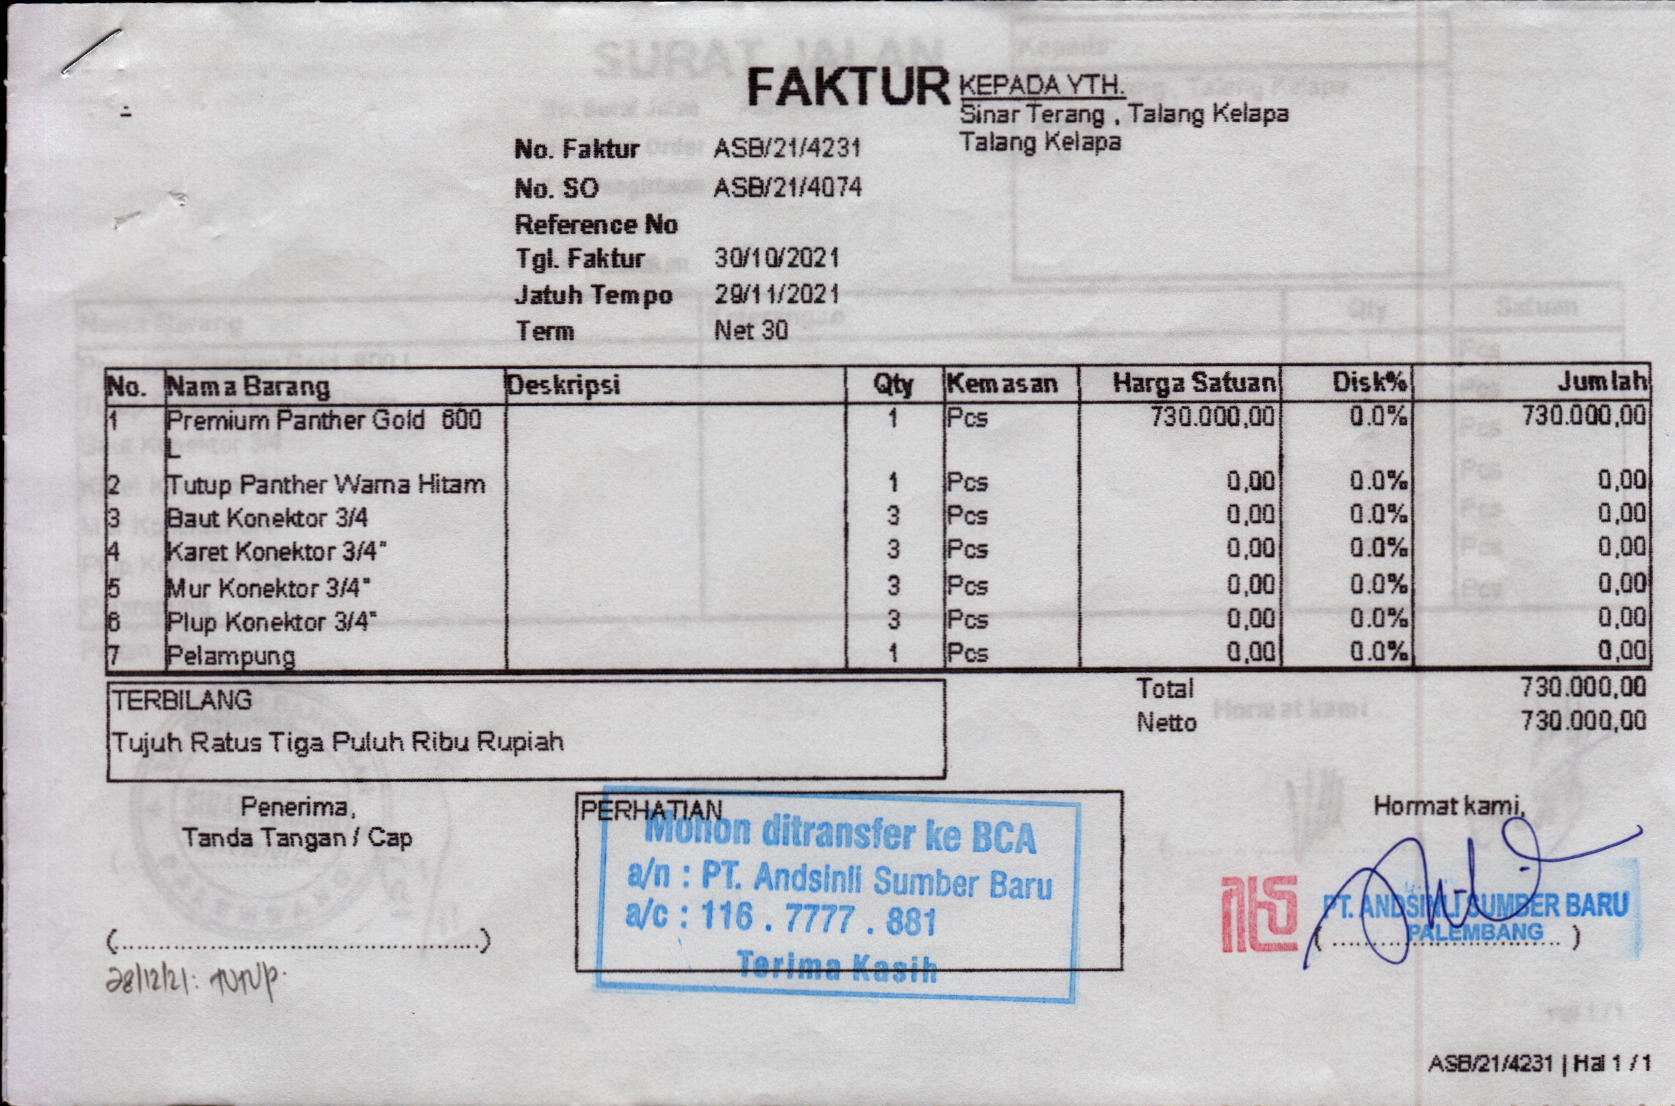 FAKTUR
KEPADA YTH.
Sinar Terang , Talang Kelapa
Talang Kelapa
No. Faktur ASB/21/4231
No. SO ASB/21/4074
Reference No
Tgl. Faktur 30/10/2021
Jatuh Tempo 29/11/2021
Term Net 30
No. Nama Barang Deskripsi Qty Kemasan Harga Satuan Disk% Jumlah
1 Premium Panther Gold 600 1 Pcs 730.000,00 0.0% 730.000,00
L
2 Tutup Panther Warna Hitam 1 Pcs 0,00 0.0% 0,00
3 Baut Konektor 3/4 3 Pcs 0,00 0.0% 0,00
4 Karet Konektor 3/4" 3 Pcs 0,00 0.0% 0,00
5 Mur Konektor 3/4" 3 Pcs 0,00 0.0% 0,00
6 Plup Konektor 3/4" 3 Pcs 0,00 0.0% 0,00
7 Pelampung 1 Pcs 0,00 0.0% 0,00
Total 730.000,00
Netto 730.000,00
TERBILANG
Tujuh Ratus Tiga Puluh Ribu Rupiah
Penerima,
Tanda Tangan / Cap
(....................................................)
28/12/21: TUTUP.
PERHATIAN
Mohon ditransfer ke BCA
a/n : PT. Andsinli Sumber Baru
a/c : 116 . 7777 . 881
Terima Kasih
Hormat kami,
PT. ANDSINLI SUMBER BARU
PALEMBANG
ASB/21/4231 | Hal 1 / 1